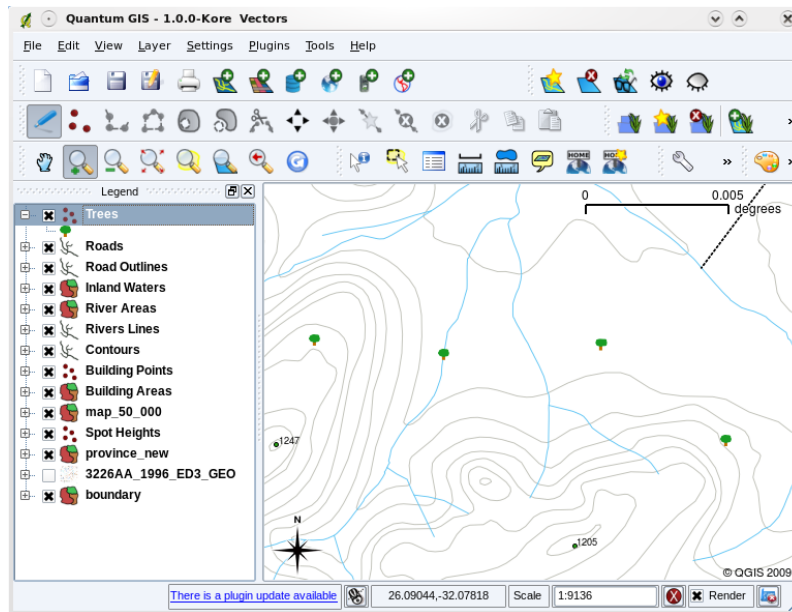 Quantum GIS - 1.0.0-Kore Vectors
File Edit View Layer Settings Plugins Tools Help
HOME
Legend
Trees
Roads
Road Outlines
Inland Waters
River Areas
Rivers Lines
Contours
Building Points
Building Areas
map_50_000
Spot Heights
province_new
3226AA_1996_ED3_GEO
boundary
0 0.005
degrees
1247
1205
N
© QGIS 2009
There is a plugin update available 26.09044,-32.07818 Scale 1:9136 Render